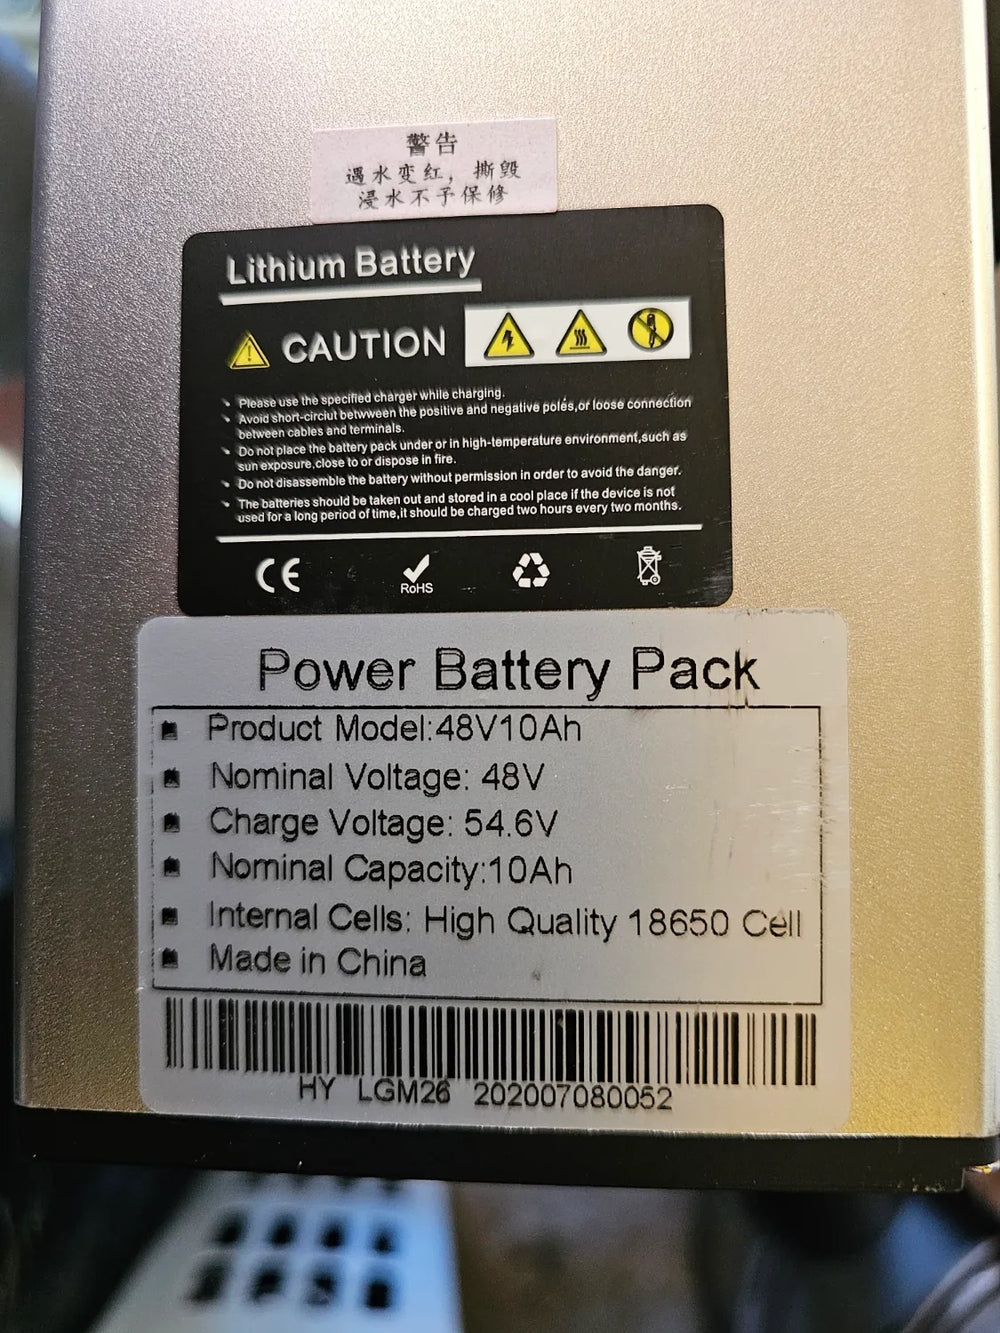 警告
遇水变红，撕毁
浸水不予保修
Lithium Battery
CAUTION
Please use the specified charger while charging.
Avoid short-circiut betwween the positive and negative poles,or loose connection
between cables and terminals.
Do not place the battery pack under or in high-temperature environment,such as
sun exposure,close to or dispose in fire.
Do not disassemble the battery without permission in order to avoid the danger.
The batteries should be taken out and stored in a cool place if the device is not
used for a long period of time,it should be charged two hours every two months.
CE
RoHS
Power Battery Pack
Product Model:48V10Ah
Nominal Voltage: 48V
Charge Voltage: 54.6V
Nominal Capacity:10Ah
Internal Cells: High Quality 18650 Cell
Made in China
HY LGM26 202007080052